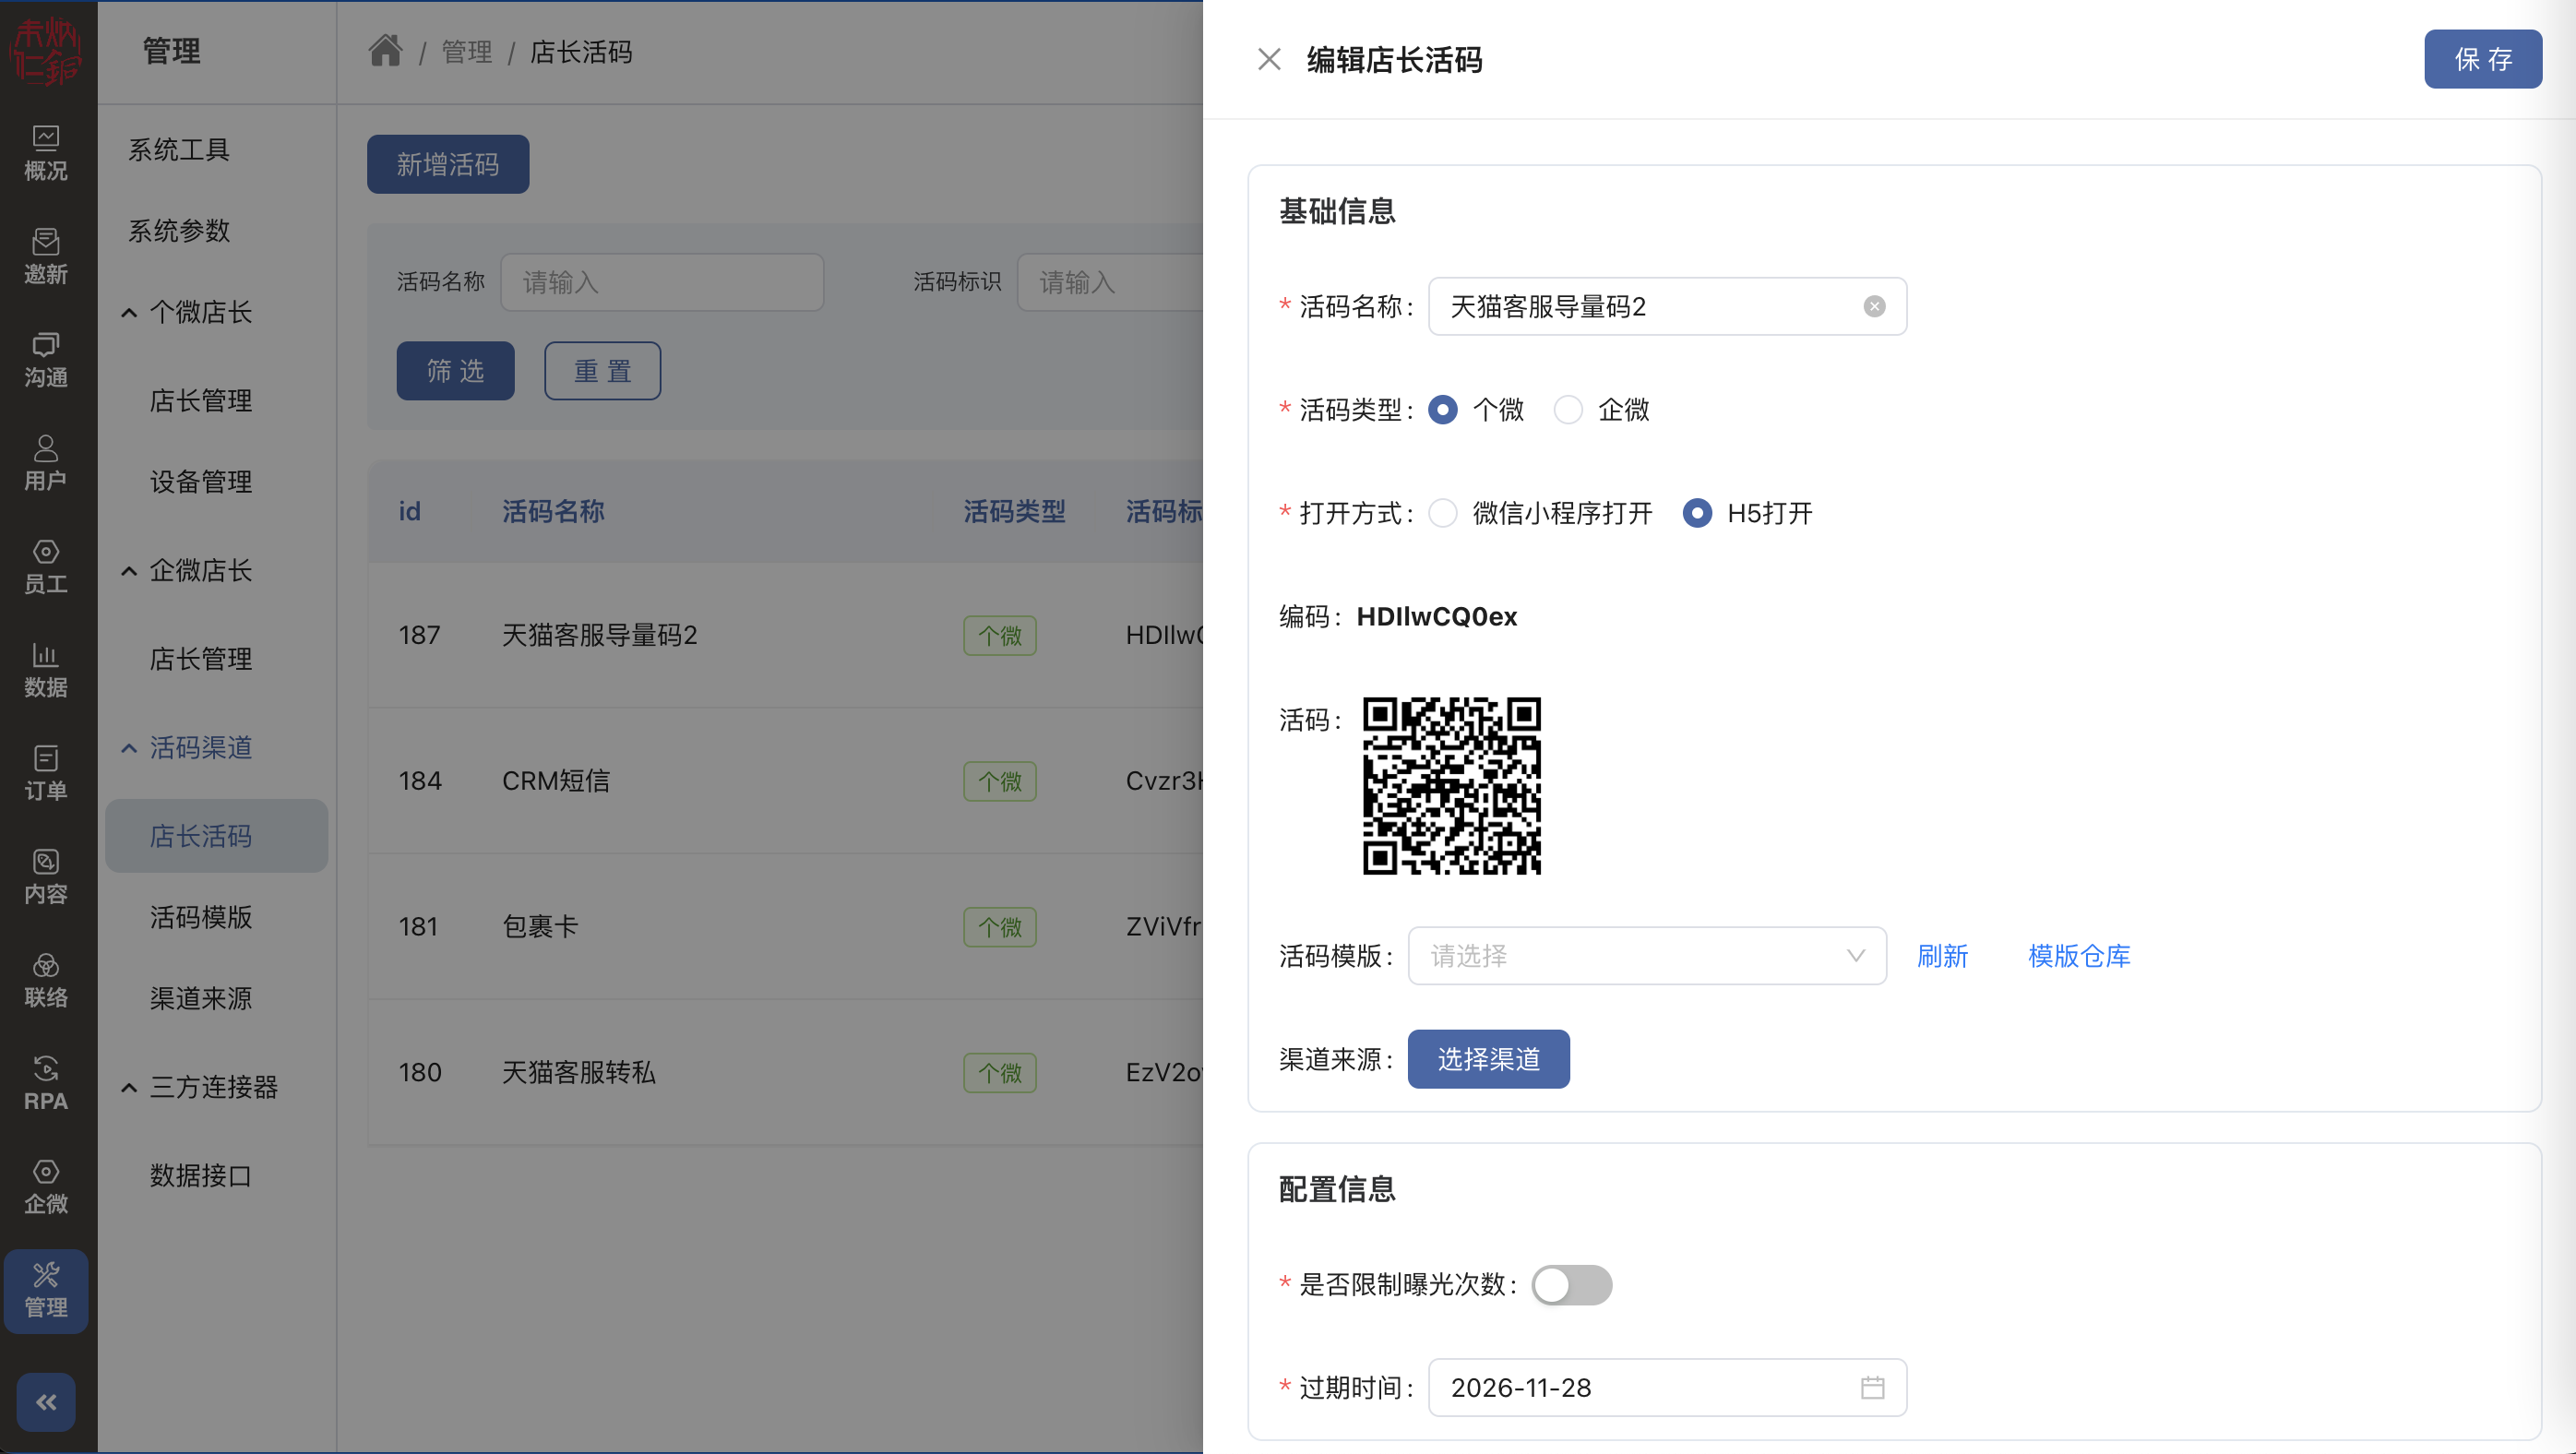 未炳
仁銅
概况
邀新
沟通
用户
员工
数据
订单
内容
联络
RPA
企微
管理
管理
系统工具
系统参数
个微店长
店长管理
设备管理
企微店长
店长管理
活码渠道
店长活码
活码模版
渠道来源
三方连接器
数据接口
/ 管理 / 店长活码
新增活码
活码名称 请输入 活码标识 请输入
筛 选 重 置
id 活码名称 活码类型 活码标
187 天猫客服导量码2 个微 HDIlwC
184 CRM短信 个微 Cvzr3H
181 包裹卡 个微 ZViVfr
180 天猫客服转私 个微 EzV2o
编辑店长活码 保 存
基础信息
* 活码名称: 天猫客服导量码2
* 活码类型: 个微 企微
* 打开方式: 微信小程序打开 H5打开
编码: HDIlwCQ0ex
活码:
活码模版: 请选择 刷新 模版仓库
渠道来源: 选择渠道
配置信息
* 是否限制曝光次数:
* 过期时间: 2026-11-28